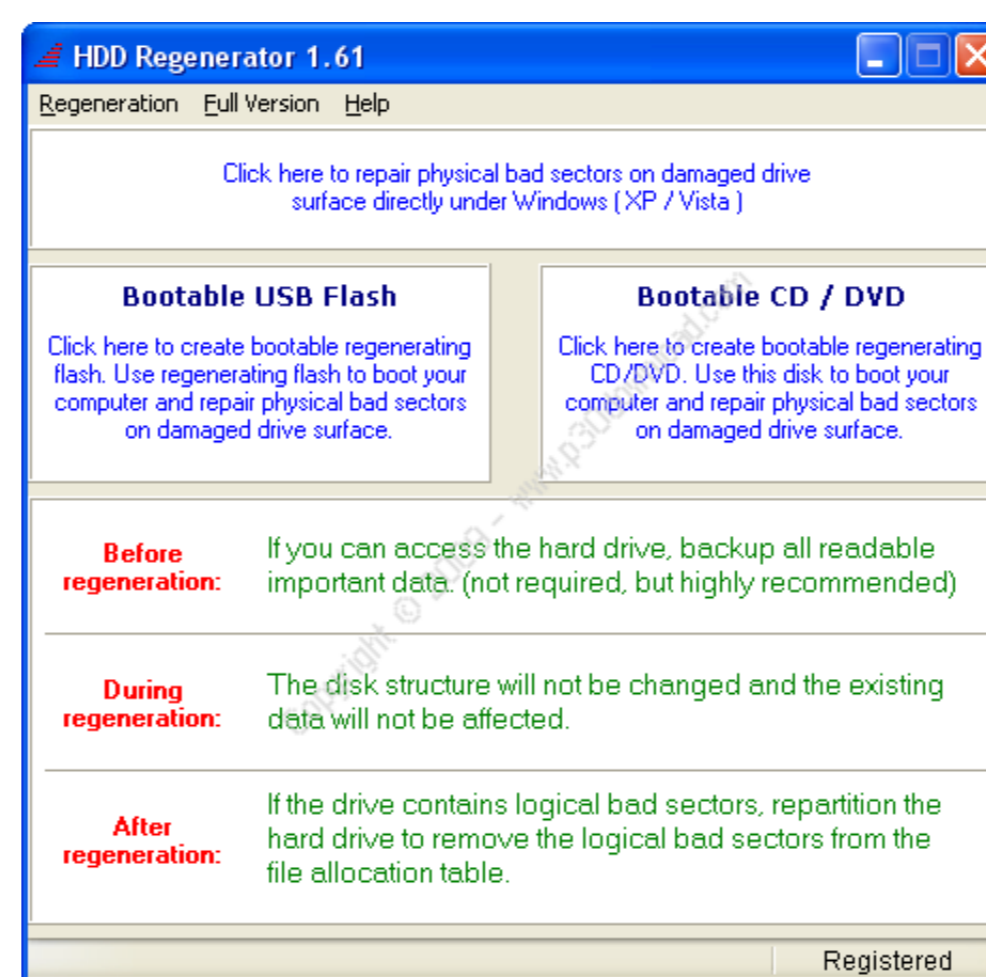 HDD Regenerator 1.61
Regeneration Full Version Help
Click here to repair physical bad sectors on damaged drive
surface directly under Windows ( XP / Vista )
Bootable USB Flash
Click here to create bootable regenerating
flash. Use regenerating flash to boot your
computer and repair physical bad sectors
on damaged drive surface.
Bootable CD / DVD
Click here to create bootable regenerating
CD/DVD. Use this disk to boot your
computer and repair physical bad sectors
on damaged drive surface.
Before
regeneration:
If you can access the hard drive, backup all readable
important data. (not required, but highly recommended)
During
regeneration:
The disk structure will not be changed and the existing
data will not be affected.
After
regeneration:
If the drive contains logical bad sectors, repartition the
hard drive to remove the logical bad sectors from the
file allocation table.
Registered
Copyright © 2009 - www.p30download.com